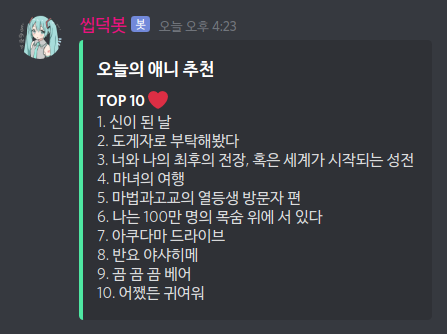 씹덕봇 봇 오늘 오후 4:23
오늘의 애니 추천
TOP 10 ❤
1. 신이 된 날
2. 도게자로 부탁해봤다
3. 너와 나의 최후의 전장, 혹은 세계가 시작되는 성전
4. 마녀의 여행
5. 마법과고교의 열등생 방문자 편
6. 나는 100만 명의 목숨 위에 서 있다
7. 아쿠다마 드라이브
8. 반요 야샤히메
9. 곰 곰 곰 베어
10. 어쨌든 귀여워